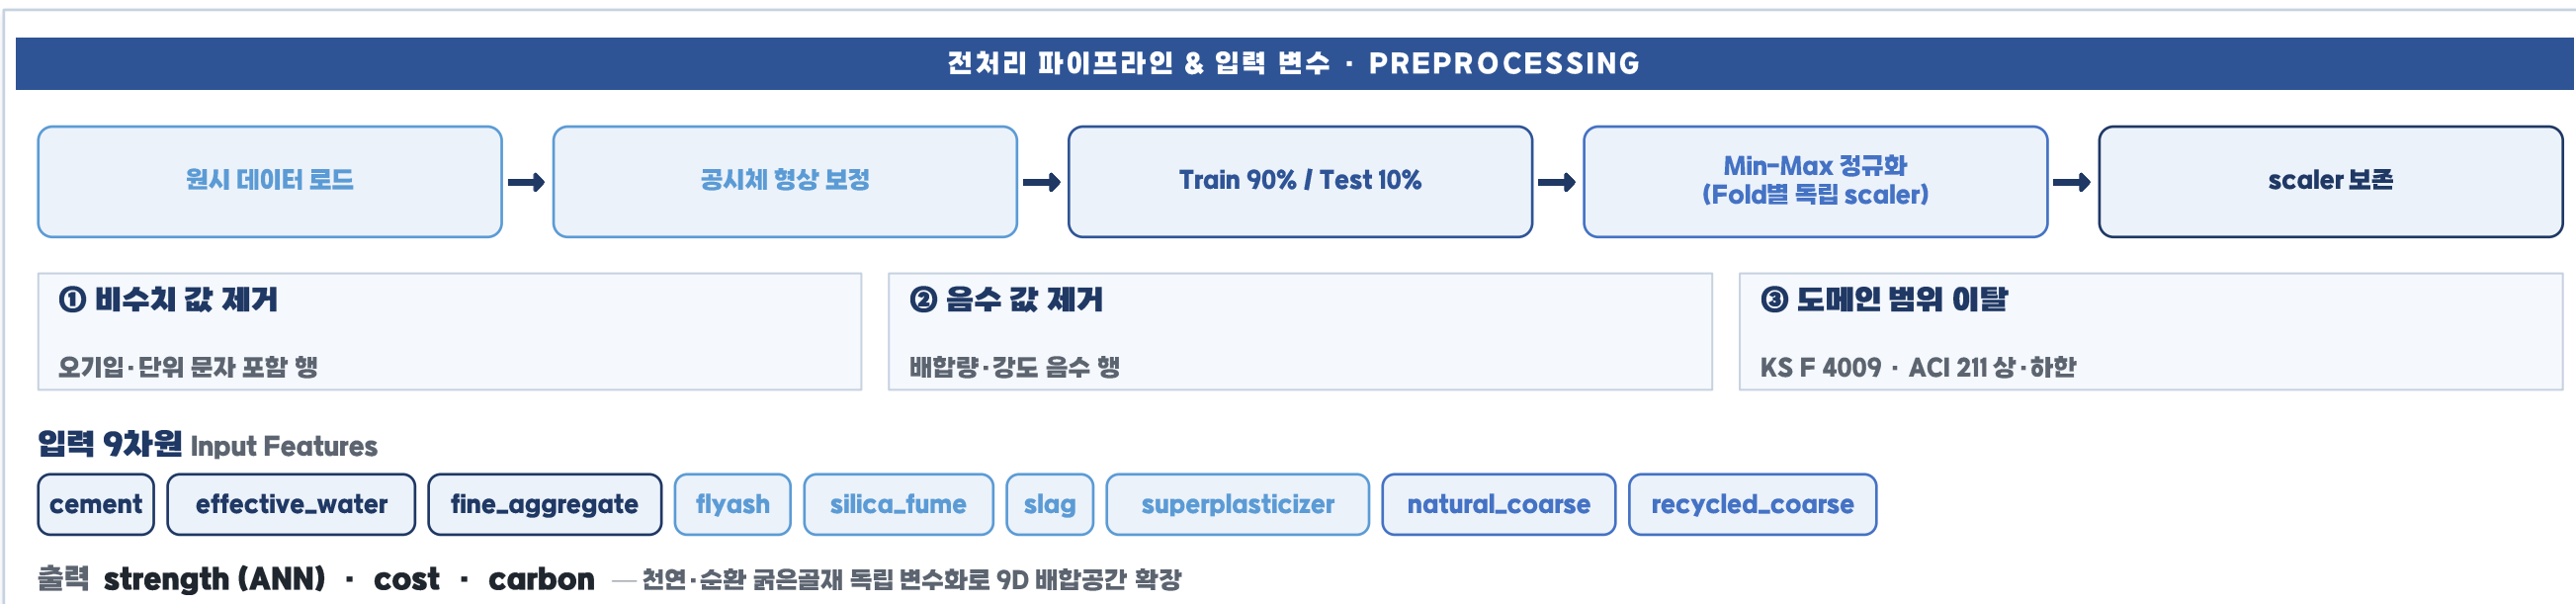 전처리 파이프라인 & 입력 변수 · PREPROCESSING
원시 데이터 로드
공시체 형상 보정
Train 90% / Test 10%
Min-Max 정규화
(Fold별 독립 scaler)
scaler 보존
① 비수치 값 제거
오기입·단위 문자 포함 행
② 음수 값 제거
배합량·강도 음수 행
③ 도메인 범위 이탈
KS F 4009 · ACI 211 상·하한
입력 9차원 Input Features
cement effective_water fine_aggregate flyash silica_fume slag superplasticizer natural_coarse recycled_coarse
출력 strength (ANN) · cost · carbon — 천연·순환 굵은골재 독립 변수화로 9D 배합공간 확장